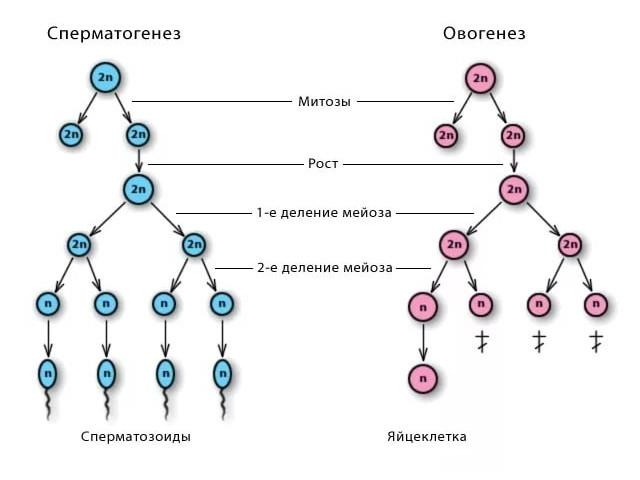 Сперматогенез
Овогенез
2n
2n
Митозы
2n
2n
2n
2n
Рост
2n
2n
1-е деление мейоза
2n
2n
2n
2n
2-е деление мейоза
n
n
n
n
n
n
n
n
n
n
n
n
n
Сперматозоиды
Яйцеклетка